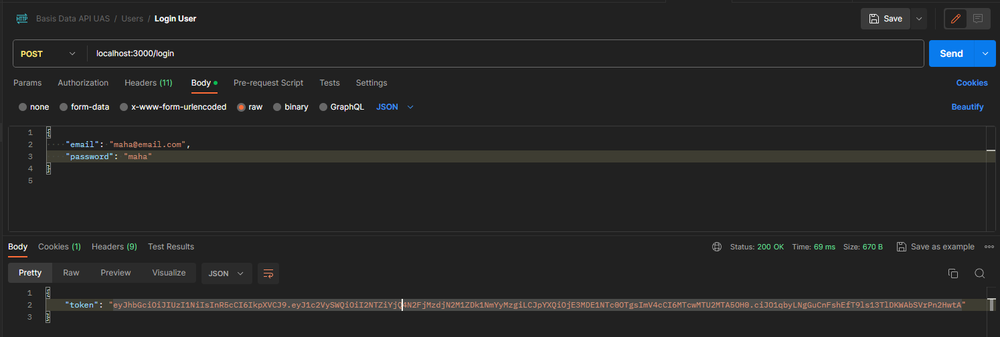 HTTP Basis Data API UAS / Users / Login User Save
POST localhost:3000/login Send
Params Authorization Headers (11) Body Pre-request Script Tests Settings Cookies
none form-data x-www-form-urlencoded raw binary GraphQL JSON Beautify
1 {
2 "email": "maha@email.com",
3 "password": "maha"
4 }
5
Body Cookies (1) Headers (9) Test Results Status: 200 OK Time: 69 ms Size: 670 B Save as example
Pretty Raw Preview Visualize JSON
1 {
2 "token": "eyJhbGciOiJIUzI1NiIsInR5cCI6IkpXVCJ9.eyJ1c2VySWQiOiI2NTZiYjQ4N2FjMzdjN2M1ZDk1NmYyMzgiLCJpYXQiOjE3MDE1NTc0OTgsImV4cCI6MTcwMTU2MTA5OH0.ciJO1qbyLNgGuCnFshEfT9ls13TlDKWAbSVrPn2HwtA"
3 }